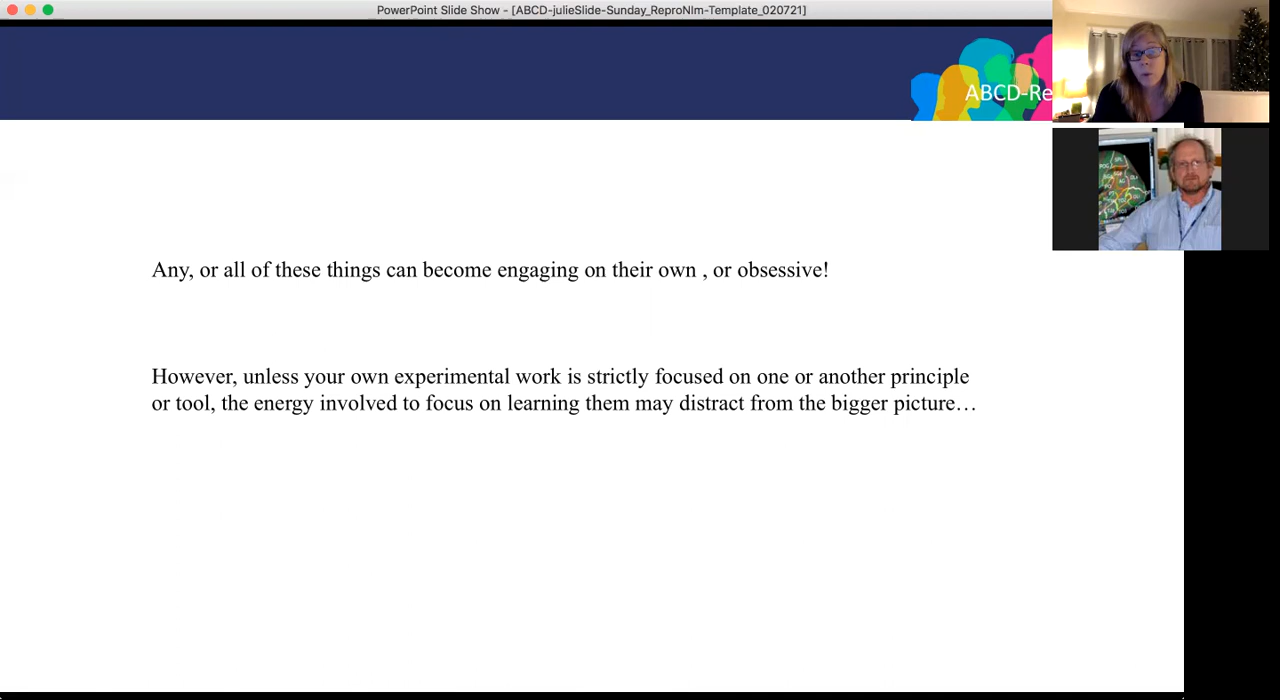 PowerPoint Slide Show - [ABCD-julieSlide-Sunday_ReproNIm-Template_020721]
ABCD-Re
Any, or all of these things can become engaging on their own , or obsessive!
However, unless your own experimental work is strictly focused on one or another principle
or tool, the energy involved to focus on learning them may distract from the bigger picture…